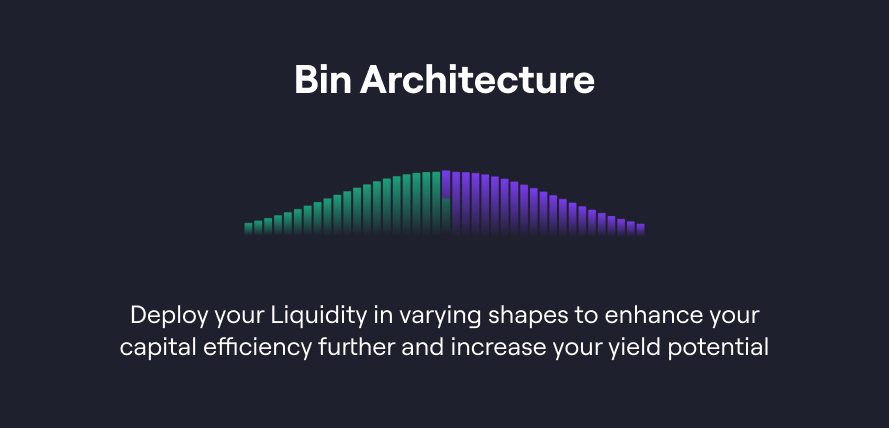 Bin Architecture
Deploy your Liquidity in varying shapes to enhance your
capital efficiency further and increase your yield potential